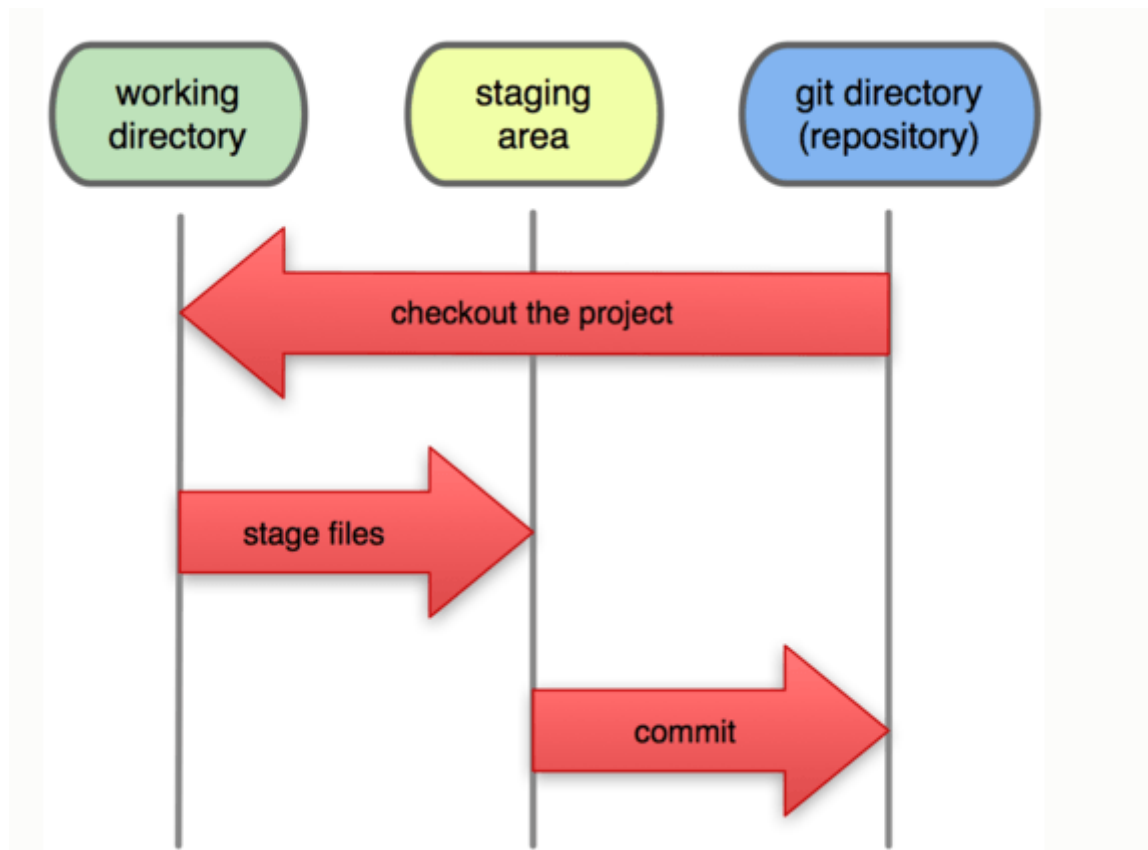 working
directory
staging
area
git directory
(repository)
checkout the project
stage files
commit